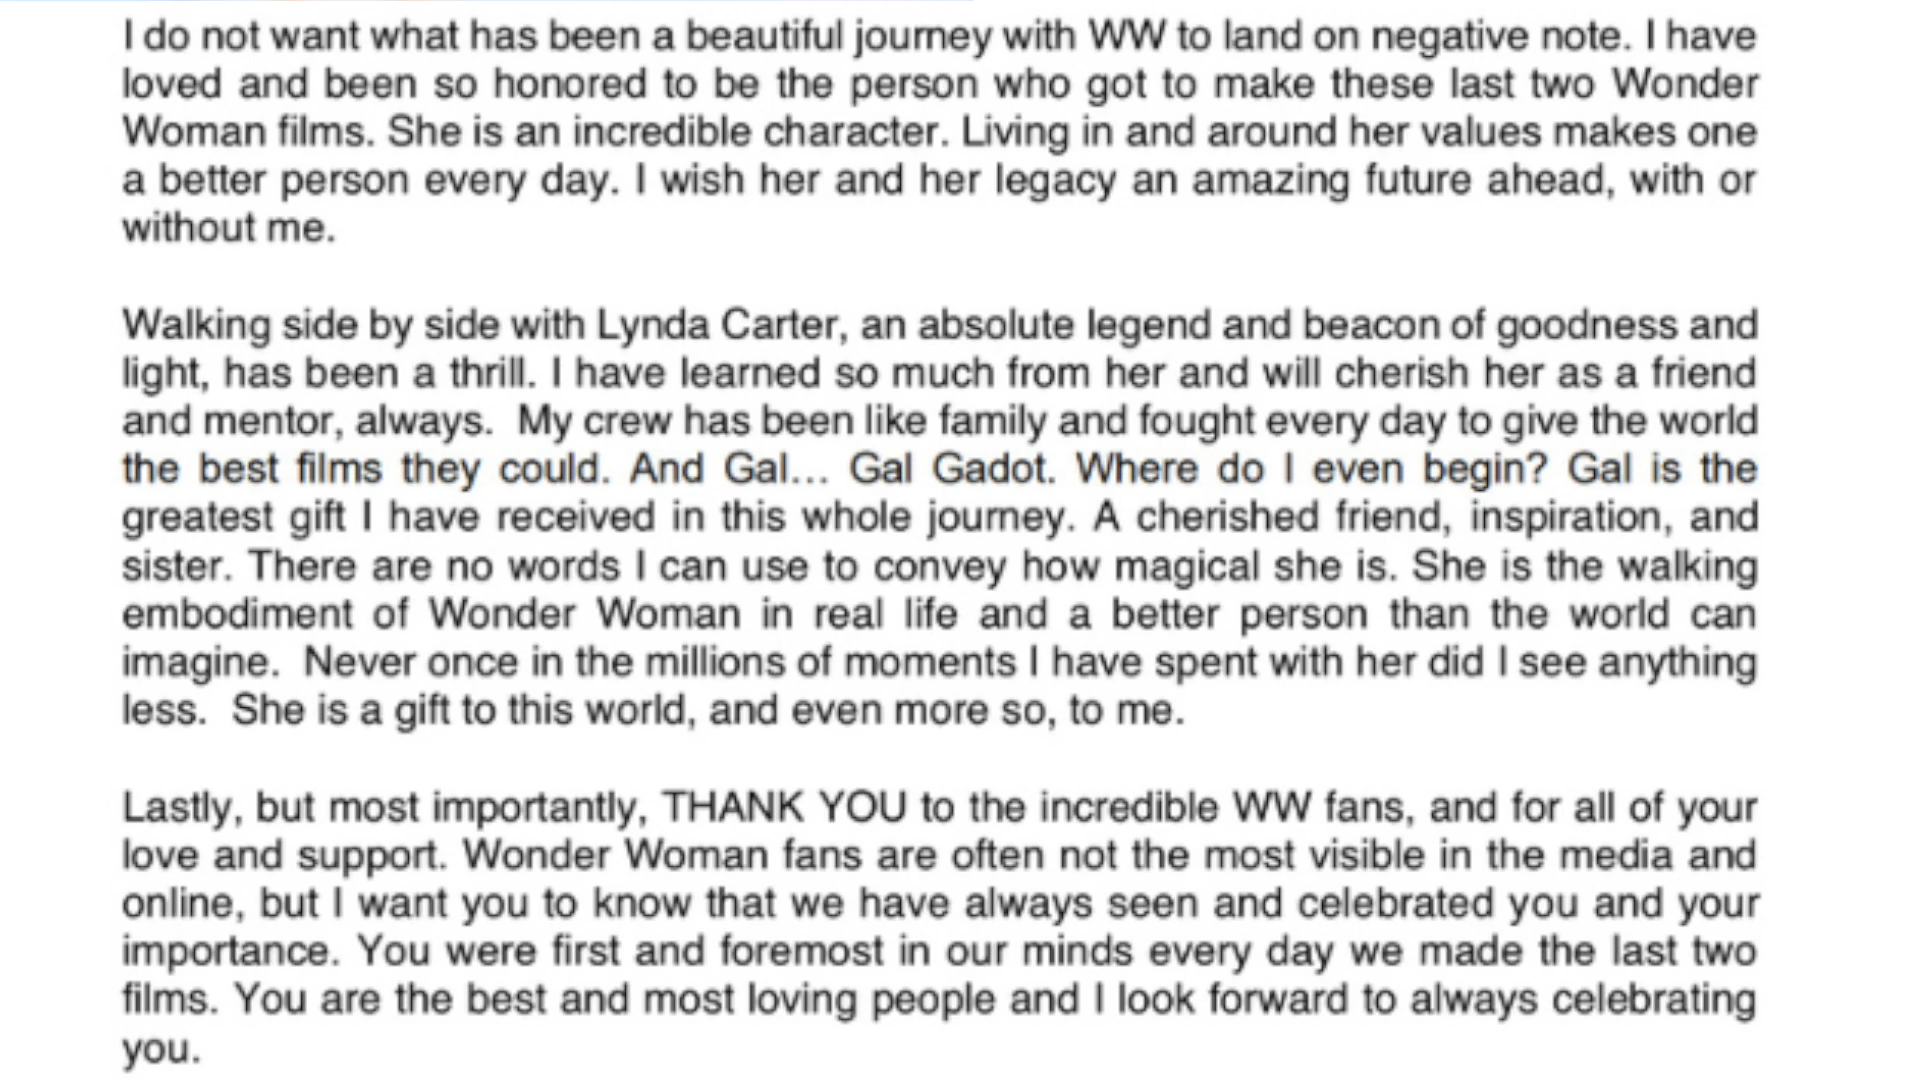 I do not want what has been a beautiful journey with WW to land on negative note. I have
loved and been so honored to be the person who got to make these last two Wonder
Woman films. She is an incredible character. Living in and around her values makes one
a better person every day. I wish her and her legacy an amazing future ahead, with or
without me.
Walking side by side with Lynda Carter, an absolute legend and beacon of goodness and
light, has been a thrill. I have learned so much from her and will cherish her as a friend
and mentor, always.  My crew has been like family and fought every day to give the world
the best films they could. And Gal... Gal Gadot. Where do I even begin? Gal is the
greatest gift I have received in this whole journey. A cherished friend, inspiration, and
sister. There are no words I can use to convey how magical she is. She is the walking
embodiment of Wonder Woman in real life and a better person than the world can
imagine.  Never once in the millions of moments I have spent with her did I see anything
less.  She is a gift to this world, and even more so, to me.
Lastly, but most importantly, THANK YOU to the incredible WW fans, and for all of your
love and support. Wonder Woman fans are often not the most visible in the media and
online, but I want you to know that we have always seen and celebrated you and your
importance. You were first and foremost in our minds every day we made the last two
films. You are the best and most loving people and I look forward to always celebrating
you.